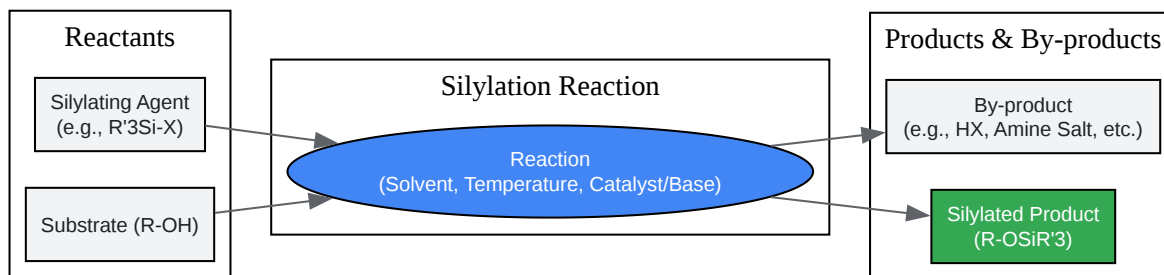 Reactants
Silylating Agent
(e.g., R'3Si-X)
Substrate (R-OH)
Silylation Reaction
Reaction
(Solvent, Temperature, Catalyst/Base)
Products & By-products
By-product
(e.g., HX, Amine Salt, etc.)
Silylated Product
(R-OSiR'3)